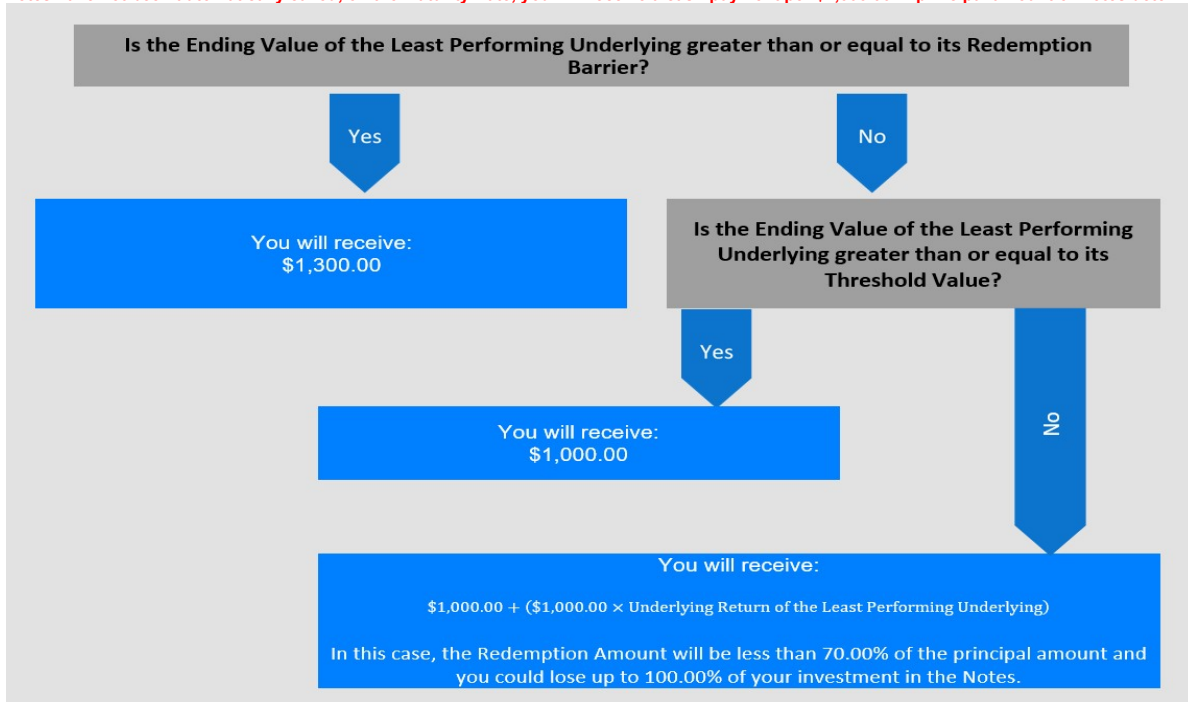 Is the Ending Value of the Least Performing Underlying greater than or equal to its Redemption
Barrier?
Yes
No
You will receive:
$1,300.00
Is the Ending Value of the Least Performing
Underlying greater than or equal to its
Threshold Value?
Yes
No
You will receive:
$1,000.00
You will receive:
$1,000.00 + ($1,000.00 × Underlying Return of the Least Performing Underlying)
In this case, the Redemption Amount will be less than 70.00% of the principal amount and
you could lose up to 100.00% of your investment in the Notes.